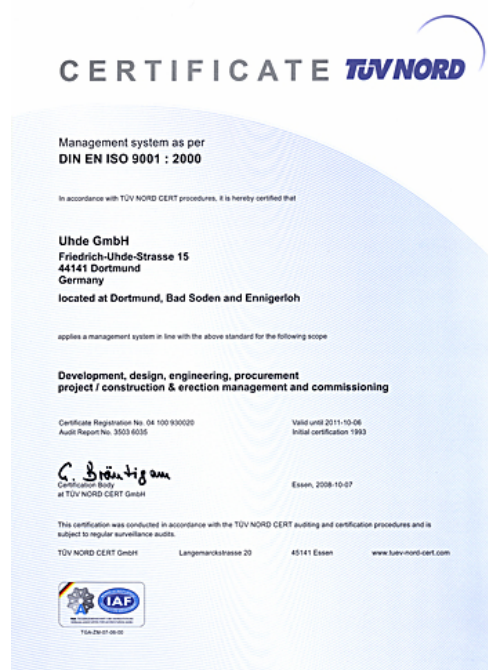 CERTIFICATE TÜV NORD
Management system as per
DIN EN ISO 9001 : 2000
In accordance with TÜV NORD CERT procedures, it is hereby certified that
Uhde GmbH
Friedrich-Uhde-Strasse 15
44141 Dortmund
Germany
located at Dortmund, Bad Soden and Ennigerloh
applies a management system in line with the above standard for the following scope
Development, design, engineering, procurement
project / construction & erection management and commissioning
Certificate Registration No. 04 100 930020
Audit Report No. 3503 6035
Valid until 2011-10-06
Initial certification 1993
G. Bräutigam
Certification Body
at TÜV NORD CERT GmbH
Essen, 2008-10-07
This certification was conducted in accordance with the TÜV NORD CERT auditing and certification procedures and is
subject to regular surveillance audits.
TÜV NORD CERT GmbH Langemarckstrasse 20 45141 Essen www.tuev-nord-cert.com
IAF
TGA-ZM-07-06-00